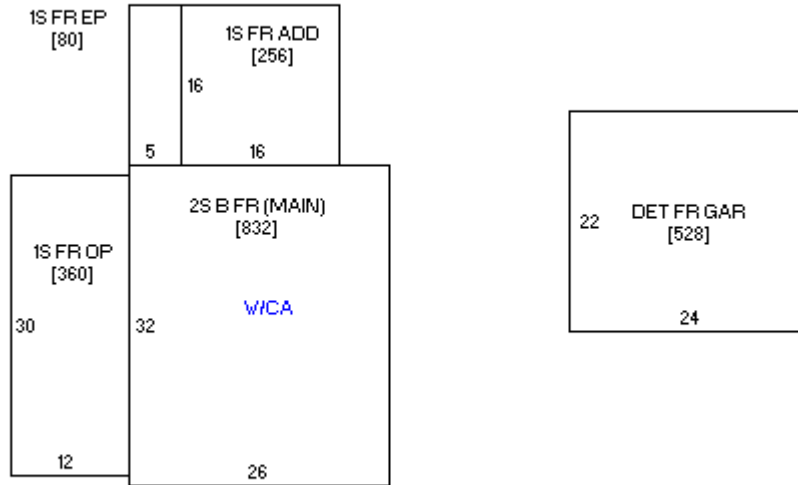 1S FR EP
[80]
1S FR ADD
[256]
16
5
16
2S B FR (MAIN)
[832]
DET FR GAR
[528]
22
1S FR OP
[360]
W/CA
30
32
24
12
26